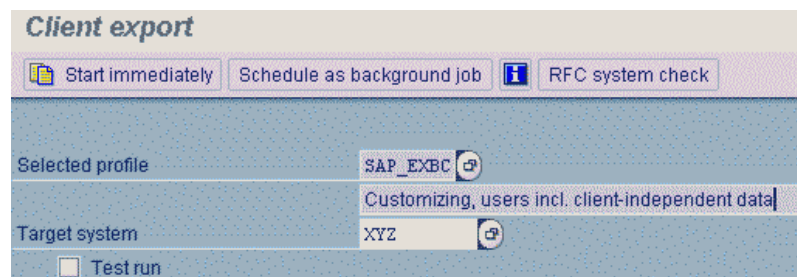 Client export
Start immediately Schedule as background job RFC system check
Selected profile SAP_EXBC
Customizing, users incl. client-independent data
Target system XYZ
Test run